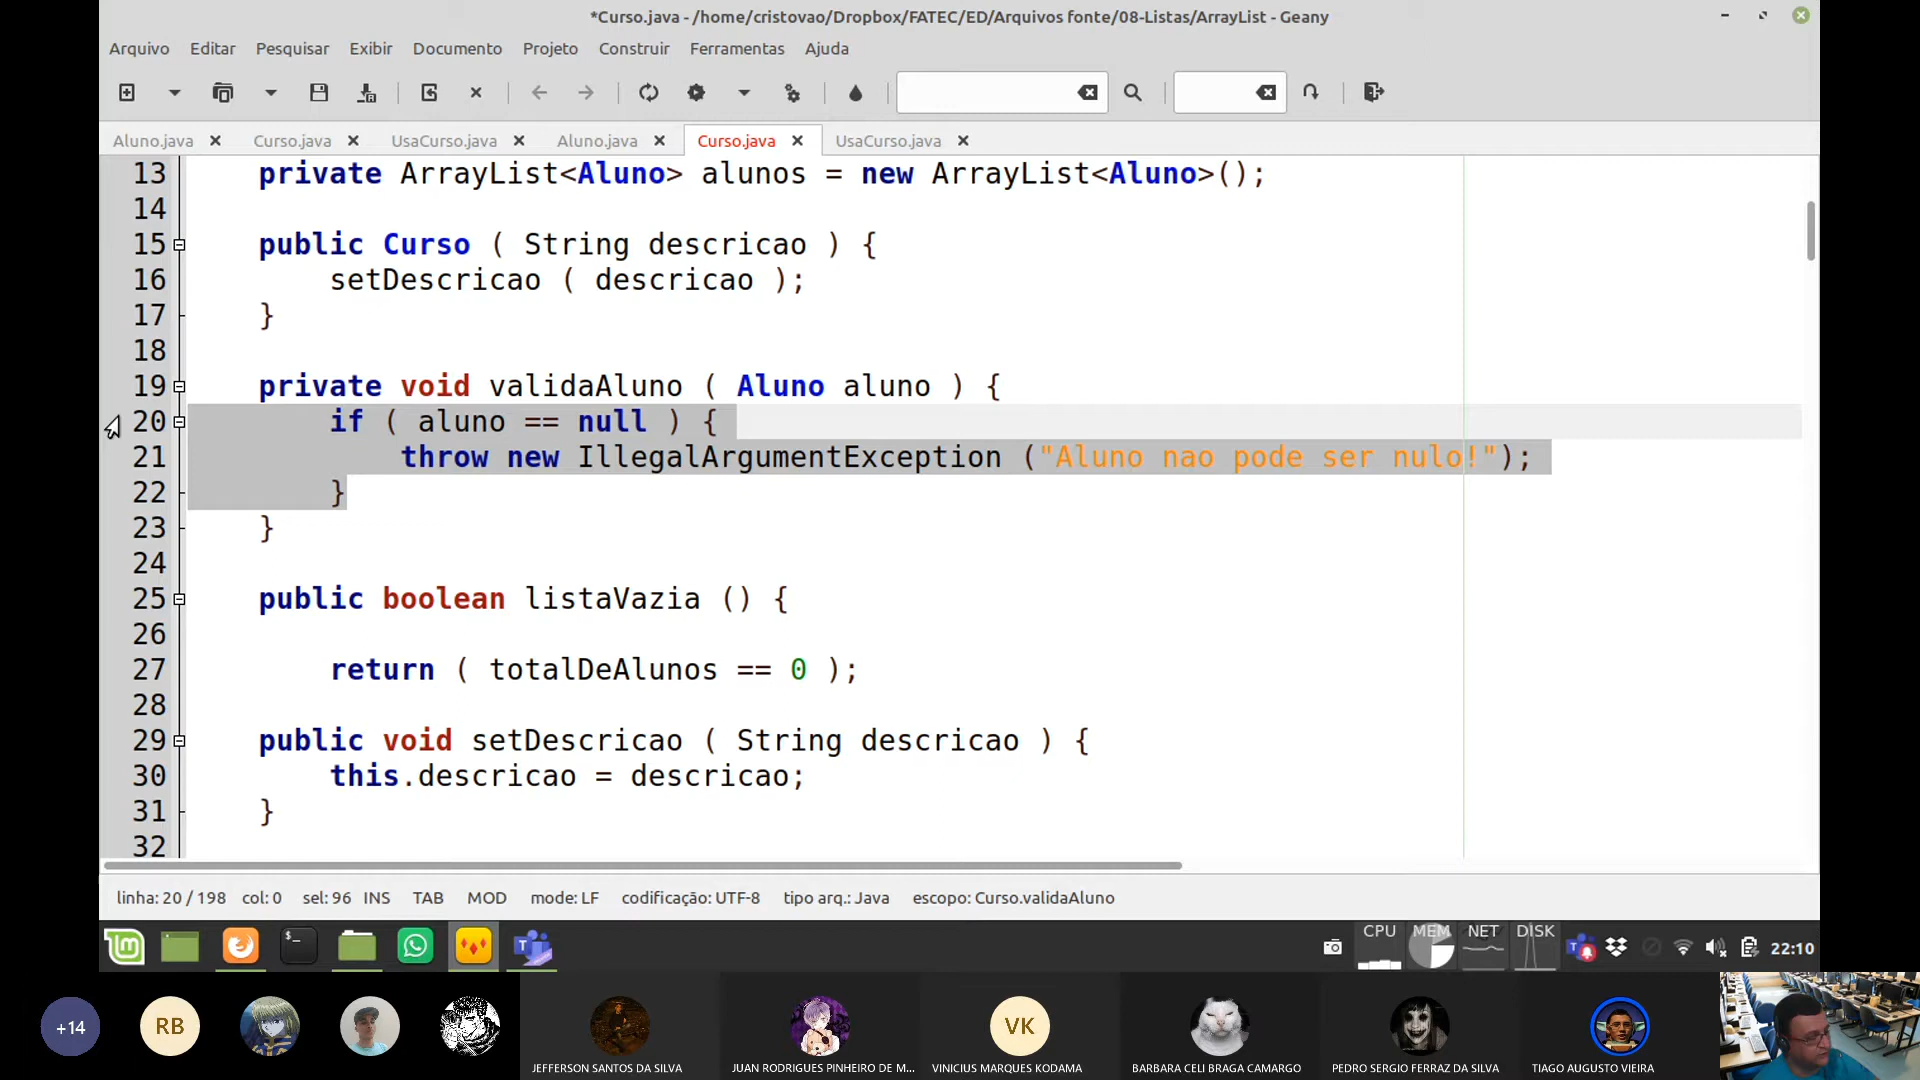 *Curso.java - /home/cristovao/Dropbox/FATEC/ED/Arquivos fonte/08-Listas/ArrayList - Geany
Arquivo Editar Pesquisar Exibir Documento Projeto Construir Ferramentas Ajuda
Aluno.java Curso.java UsaCurso.java Aluno.java Curso.java UsaCurso.java
13 private ArrayList<Aluno> alunos = new ArrayList<Aluno>();
14
15 public Curso ( String descricao ) {
16 setDescricao ( descricao );
17 }
18
19 private void validaAluno ( Aluno aluno ) {
20 if ( aluno == null ) {
21 throw new IllegalArgumentException ("Aluno nao pode ser nulo!");
22 }
23 }
24
25 public boolean listaVazia () {
26
27 return ( totalDeAlunos == 0 );
28
29 public void setDescricao ( String descricao ) {
30 this.descricao = descricao;
31 }
32
linha: 20 / 198 col: 0 sel: 96 INS TAB MOD mode: LF codificação: UTF-8 tipo arq.: Java escopo: Curso.validaAluno
CPU MEM NET DISK 22:10
+14 RB VK
JEFFERSON SANTOS DA SILVA JUAN RODRIGUES PINHEIRO DE M... VINICIUS MARQUES KODAMA BARBARA CELI BRAGA CAMARGO PEDRO SERGIO FERRAZ DA SILVA TIAGO AUGUSTO VIEIRA